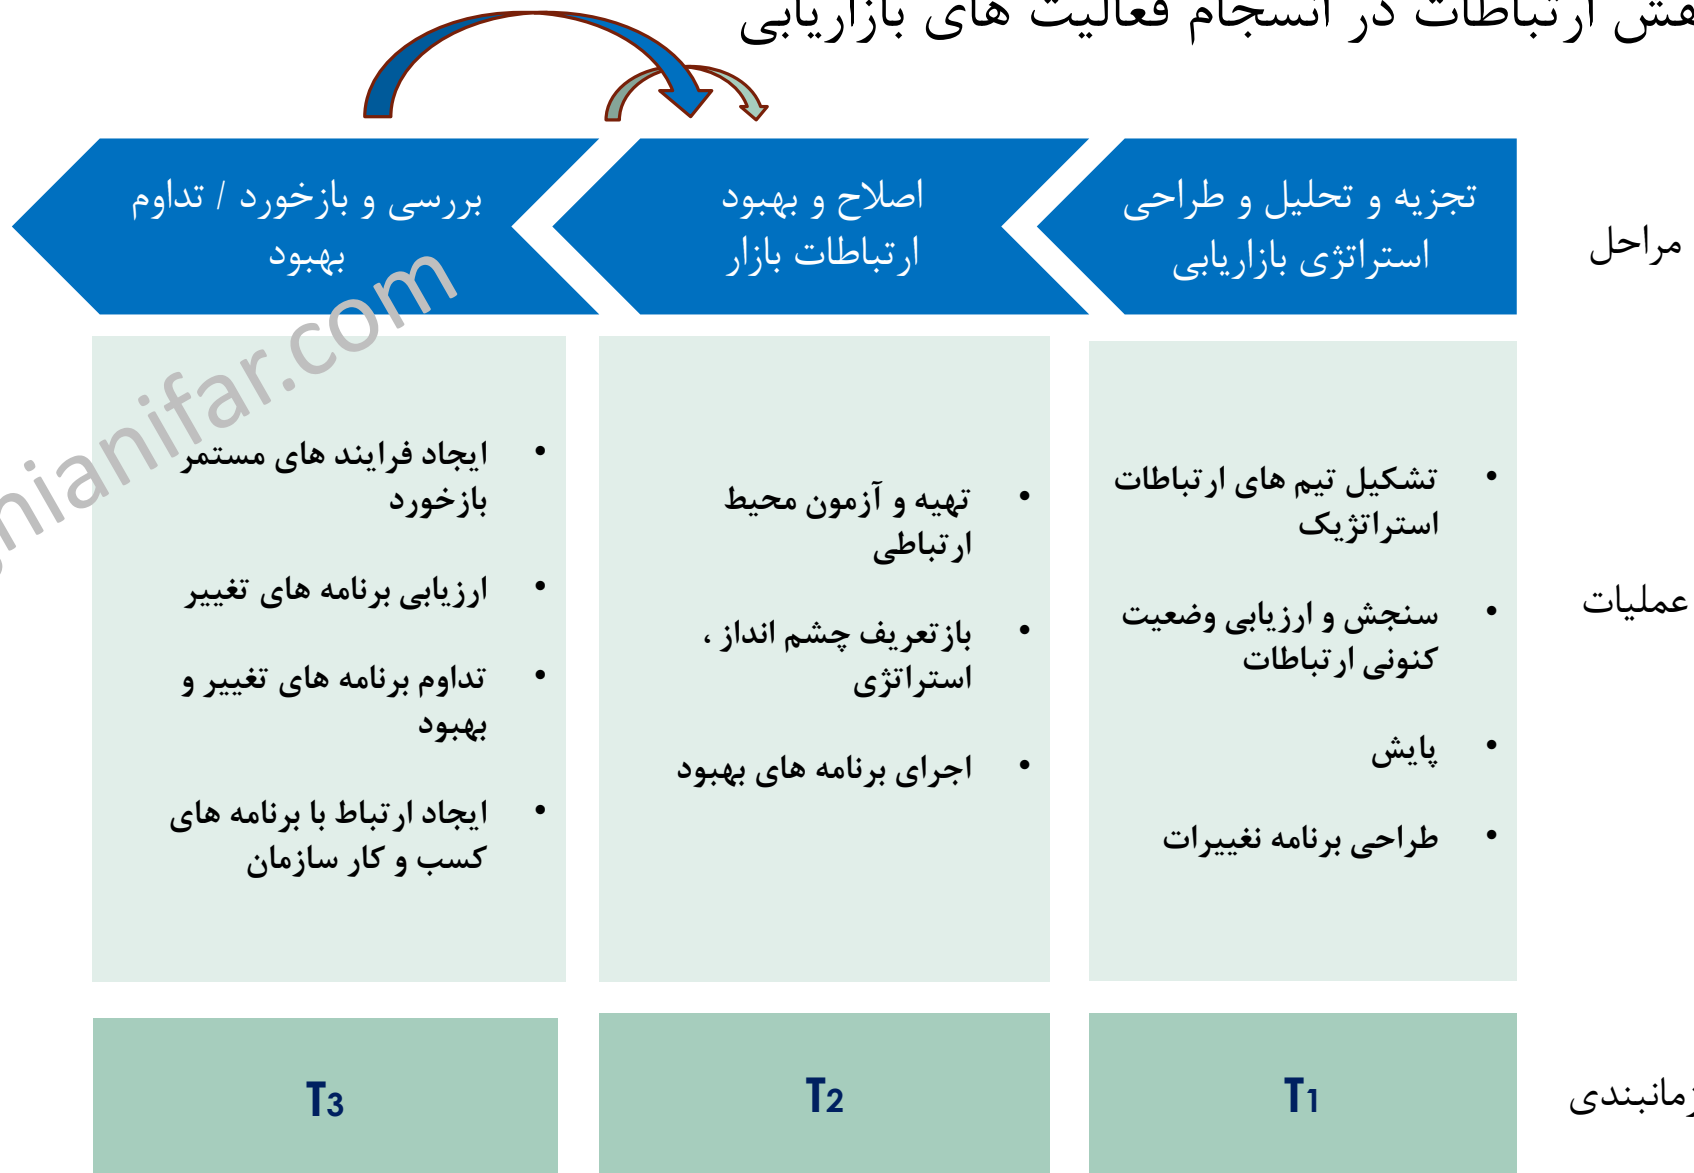 ارتباطات در انسجام فعالیت های بازاریابی
مراحل
تجزیه و تحلیل و طراحی
استراتژی بازاریابی
اصلاح و بهبود
ارتباطات بازار
بررسی و بازخورد / تداوم
بهبود
عملیات
• تشکیل تیم های ارتباطات
استراتژیک
• سنجش و ارزیابی وضعیت
کنونی ارتباطات
• پایش
• طراحی برنامه نغییرات
• تهیه و آزمون محیط
ارتباطی
• بازتعریف چشم انداز ،
استراتژی
• اجرای برنامه های بهبود
• ایجاد فرایند های مستمر
بازخورد
• ارزیابی برنامه های تغییر
• تداوم برنامه های تغییر و
بهبود
• ایجاد ارتباط با برنامه های
کسب و کار سازمان
زمانبندی
T1
T2
T3
nianifar.com